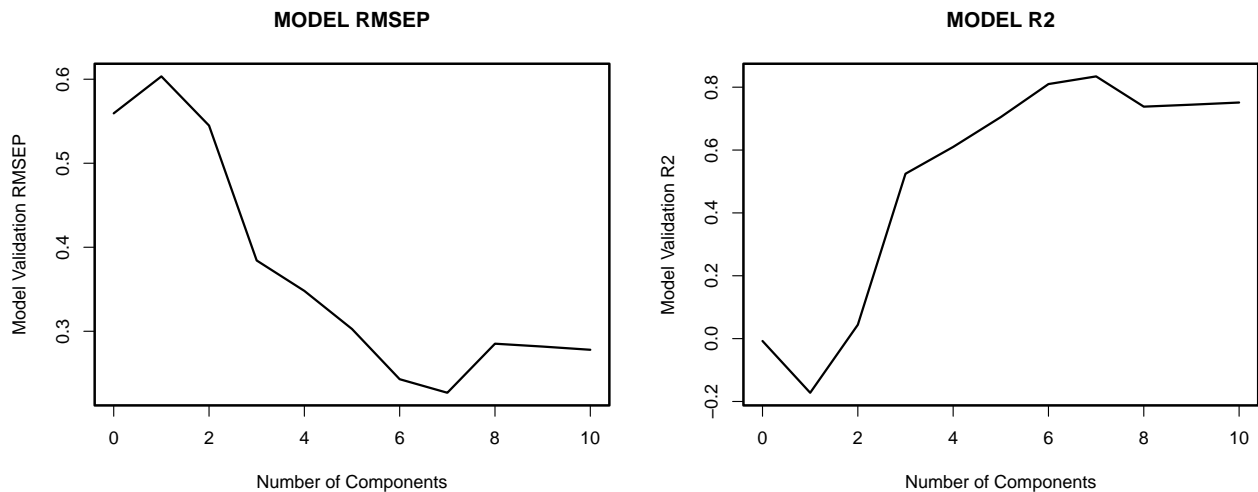 MODEL RMSEP
Model Validation RMSEP
0.6
0.5
0.4
0.3
0 2 4 6 8 10
Number of Components
MODEL R2
Model Validation R2
0.8
0.6
0.4
0.2
0.0
−0.2
0 2 4 6 8 10
Number of Components